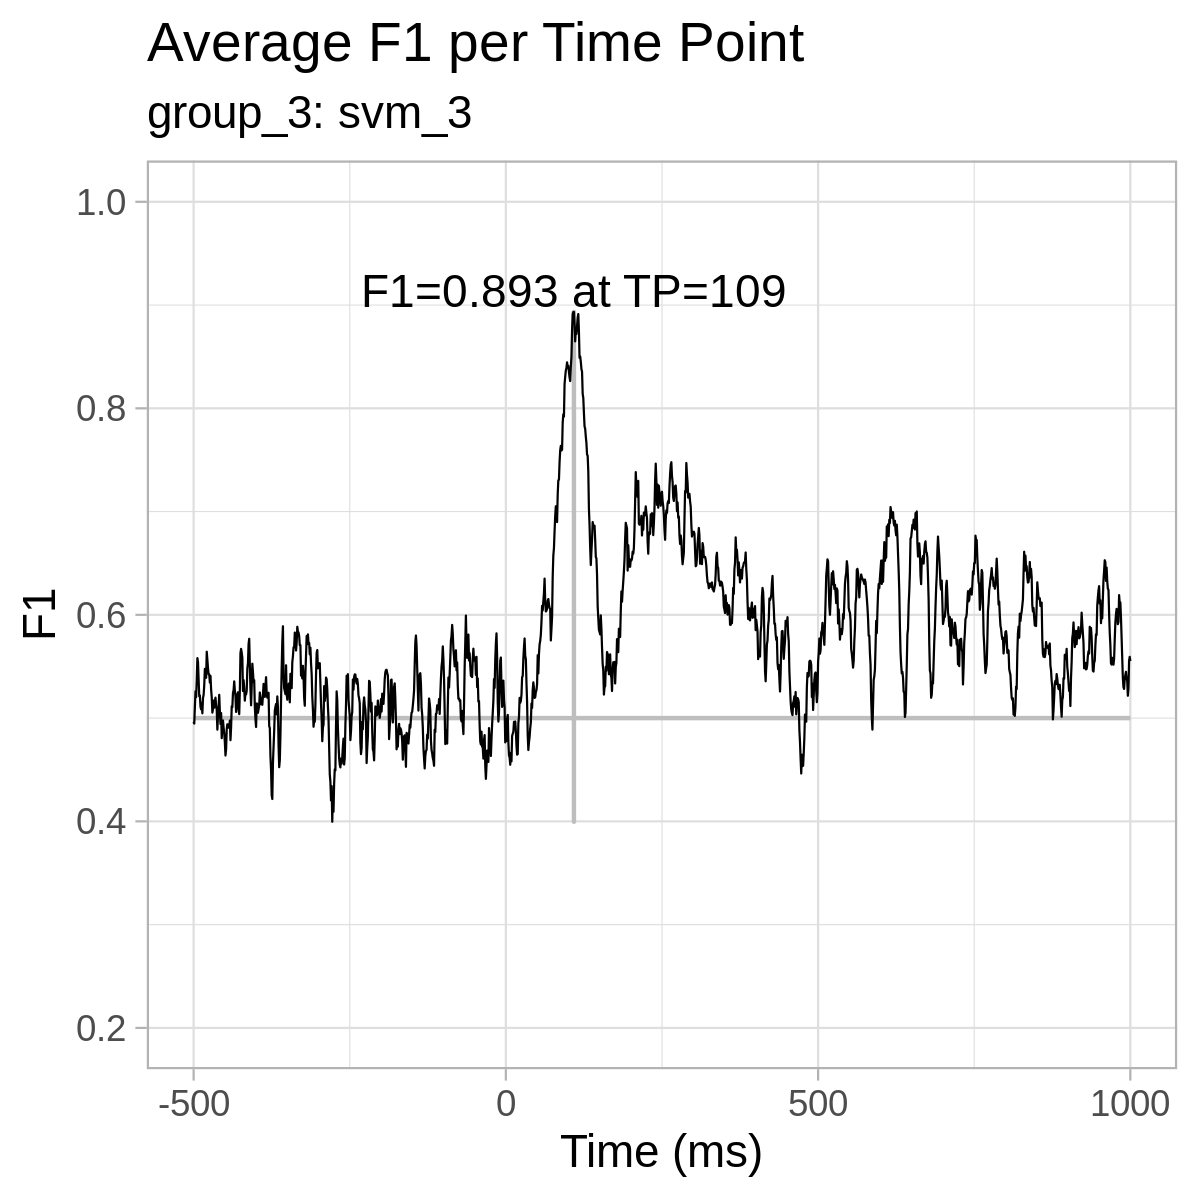 Average F1 per Time Point
group_3: svm_3
F1=0.893 at TP=109
F1
1.0
0.8
0.6
0.4
0.2
-500 0 500 1000
Time (ms)